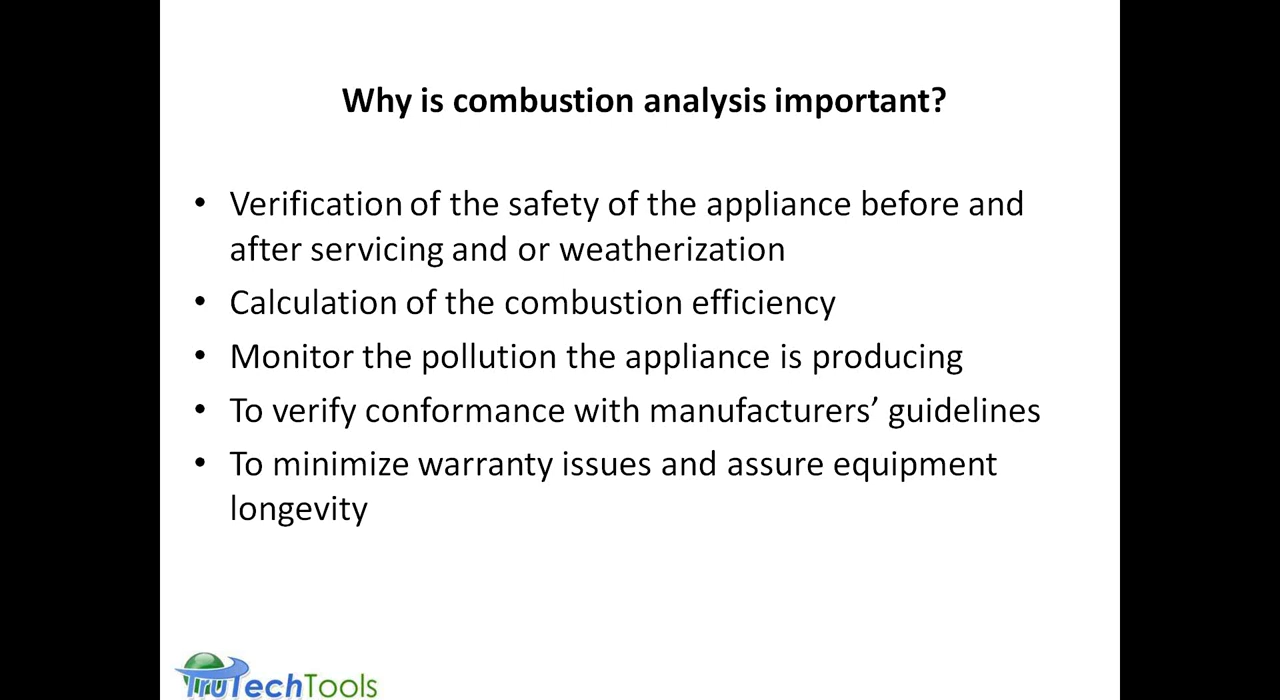 Why is combustion analysis important?
• Verification of the safety of the appliance before and
after servicing and or weatherization
• Calculation of the combustion efficiency
• Monitor the pollution the appliance is producing
• To verify conformance with manufacturers’ guidelines
• To minimize warranty issues and assure equipment
longevity
TruTechTools